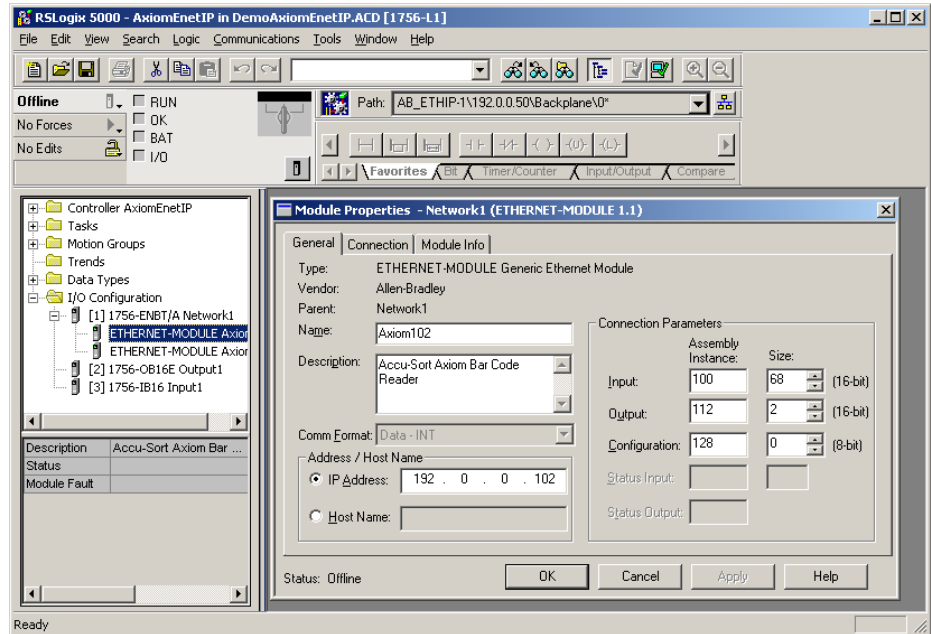 RSLogix 5000 - AxiomEnetIP in DemoAxiomEnetIP.ACD [1756-L1]
File Edit View Search Logic Communications Tools Window Help
Offline
RUN
Path: AB_ETHIP-1\192.0.0.50\Backplane\0*
No Forces
OK
No Edits
BAT
I/O
Favorites Bit Timer/Counter Input/Output Compare
Controller AxiomEnetIP
Tasks
Motion Groups
Trends
Data Types
I/O Configuration
[1] 1756-ENBT/A Network1
ETHERNET-MODULE Axior
ETHERNET-MODULE Axior
[2] 1756-OB16E Output1
[3] 1756-IB16 Input1
Description Accu-Sort Axiom Bar ...
Status
Module Fault
Module Properties - Network1 (ETHERNET-MODULE 1.1)
General Connection Module Info
Type: ETHERNET-MODULE Generic Ethernet Module
Vendor: Allen-Bradley
Parent: Network1
Name: Axiom102
Description: Accu-Sort Axiom Bar Code
Reader
Comm Format: Data - INT
Address / Host Name
IP Address: 192 . 0 . 0 . 102
Host Name:
Connection Parameters
Assembly
Instance: Size:
Input: 100 68 (16-bit)
Output: 112 2 (16-bit)
Configuration: 128 0 (8-bit)
Status Input:
Status Output:
Status: Offline
OK Cancel Apply Help
Ready